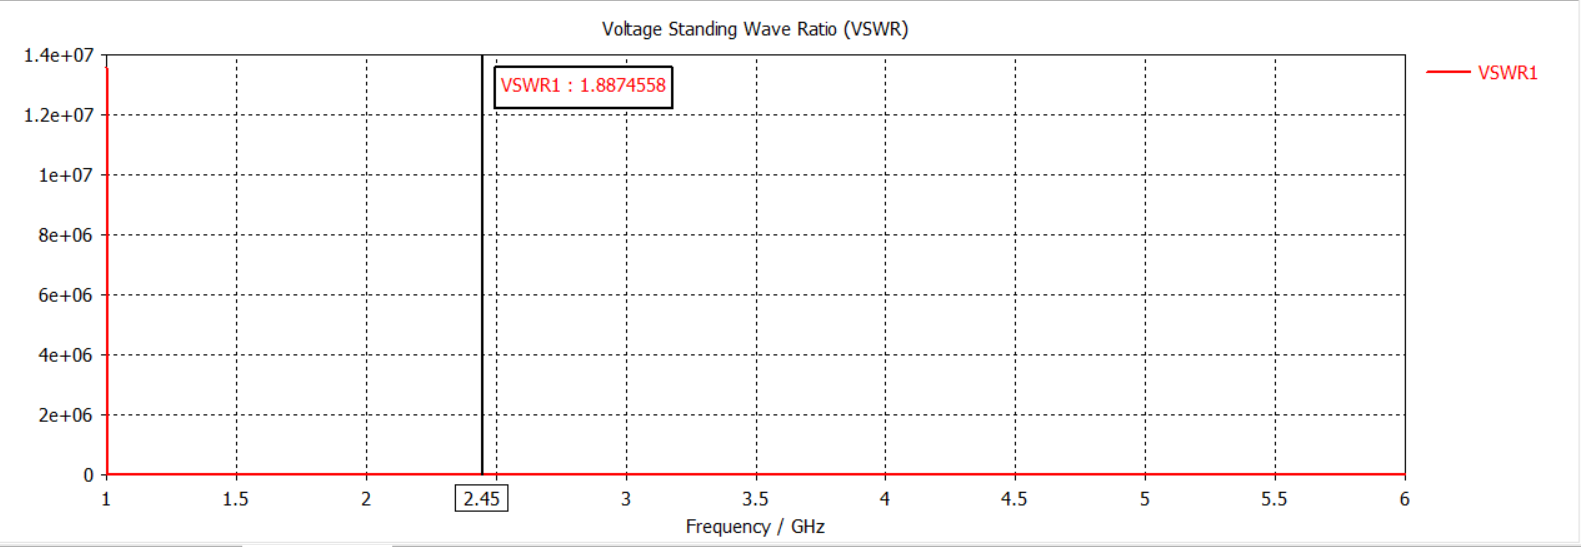 Voltage Standing Wave Ratio (VSWR)
1.4e+07
1.2e+07
1e+07
8e+06
6e+06
4e+06
2e+06
0
VSWR1 : 1.8874558
VSWR1
1 1.5 2 2.45 3 3.5 4 4.5 5 5.5 6
Frequency / GHz